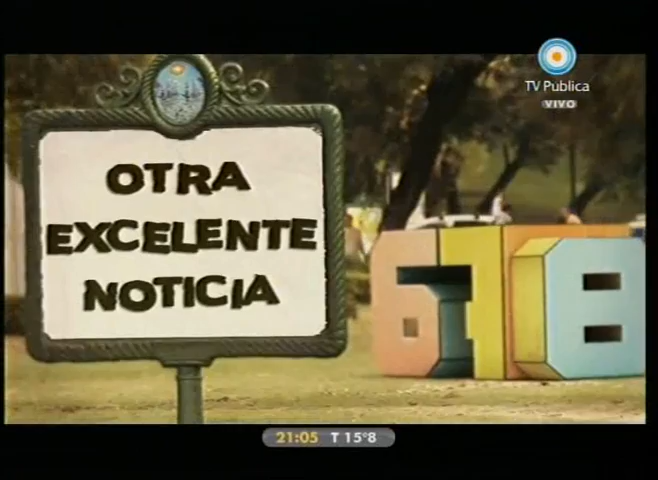 TV Publica
VIVO
OTRA
EXCELENTE
NOTICIA
678
21:05 T 15°8